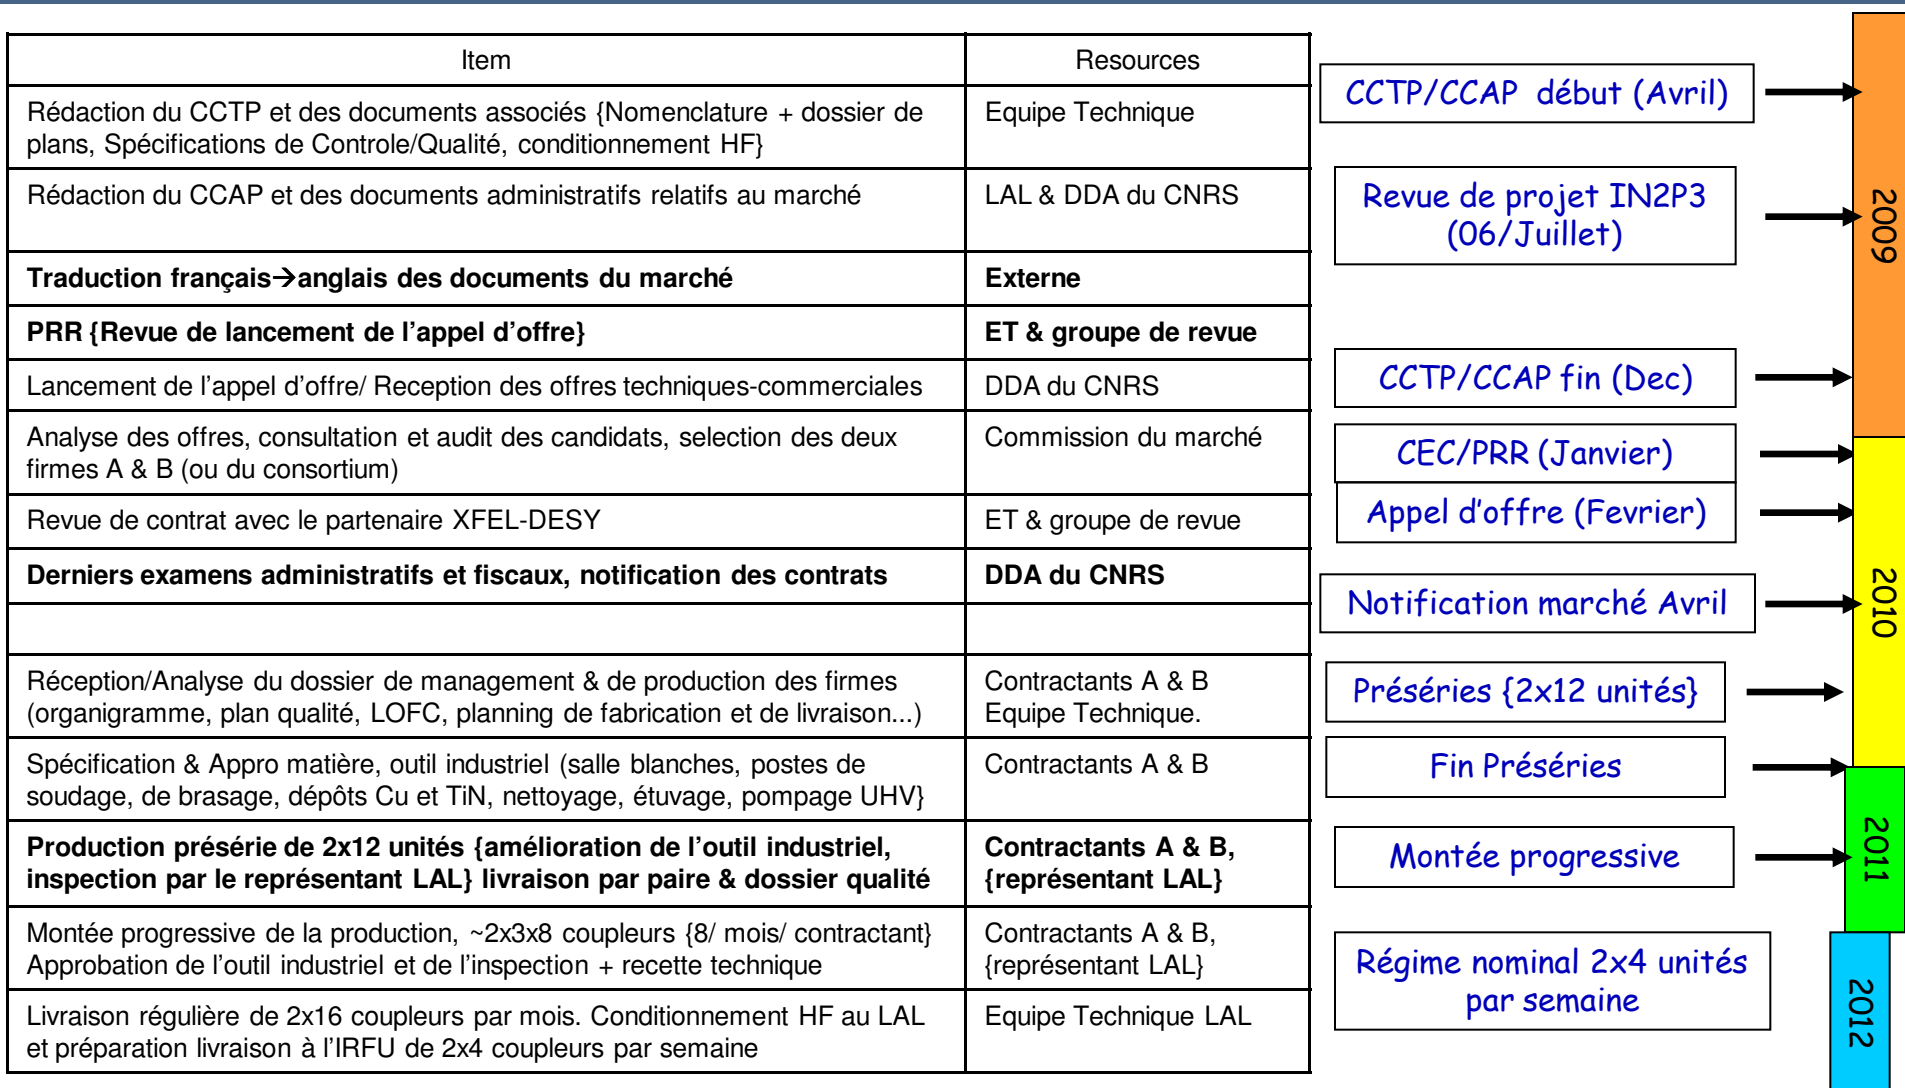 Item
Resources
Rédaction du CCTP et des documents associés {Nomenclature + dossier de
plans, Spécifications de Controle/Qualité, conditionnement HF}
Equipe Technique
Rédaction du CCAP et des documents administratifs relatifs au marché
LAL & DDA du CNRS
Traduction français→anglais des documents du marché
Externe
PRR {Revue de lancement de l’appel d’offre}
ET & groupe de revue
Lancement de l’appel d’offre/ Reception des offres techniques-commerciales
DDA du CNRS
Analyse des offres, consultation et audit des candidats, selection des deux
firmes A & B (ou du consortium)
Commission du marché
Revue de contrat avec le partenaire XFEL-DESY
ET & groupe de revue
Derniers examens administratifs et fiscaux, notification des contrats
DDA du CNRS
Réception/Analyse du dossier de management & de production des firmes
(organigramme, plan qualité, LOFC, planning de fabrication et de livraison...)
Contractants A & B
Equipe Technique.
Spécification & Appro matière, outil industriel (salle blanches, postes de
soudage, de brasage, dépôts Cu et TiN, nettoyage, étuvage, pompage UHV}
Contractants A & B
Production présérie de 2x12 unités {amélioration de l’outil industriel,
inspection par le représentant LAL} livraison par paire & dossier qualité
Contractants A & B,
{représentant LAL}
Montée progressive de la production, ~2x3x8 coupleurs {8/ mois/ contractant}
Approbation de l’outil industriel et de l’inspection + recette technique
Contractants A & B,
{représentant LAL}
Livraison régulière de 2x16 coupleurs par mois. Conditionnement HF au LAL
et préparation livraison à l’IRFU de 2x4 coupleurs par semaine
Equipe Technique LAL
CCTP/CCAP début (Avril)
Revue de projet IN2P3
(06/Juillet)
CCTP/CCAP fin (Dec)
CEC/PRR (Janvier)
Appel d’offre (Fevrier)
Notification marché Avril
Préséries {2x12 unités}
Fin Préséries
Montée progressive
Régime nominal 2x4 unités
par semaine
2009
2010
2011
2012